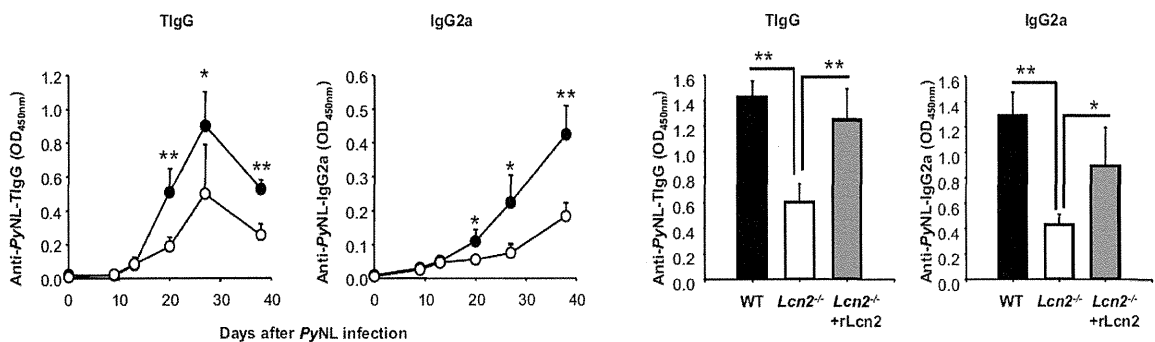 TIgG
Anti-PyNL-TIgG (OD450nm)
1.2
1.0
0.8
0.6
0.4
0.2
0.0
0 10 20 30 40
** * **
IgG2a
Anti-PyNL-IgG2a (OD450nm)
0.6
0.5
0.4
0.3
0.2
0.1
0.0
0 10 20 30 40
* * **
Days after PyNL infection
TIgG
Anti-PyNL-TIgG (OD450nm)
1.6
1.4
1.2
1.0
0.8
0.6
0.4
0.2
0.0
** **
WT Lcn2-/- Lcn2-/-
+rLcn2
IgG2a
Anti-PyNL-IgG2a (OD450nm)
1.6
1.4
1.2
1.0
0.8
0.6
0.4
0.2
0.0
** *
WT Lcn2-/- Lcn2-/-
+rLcn2